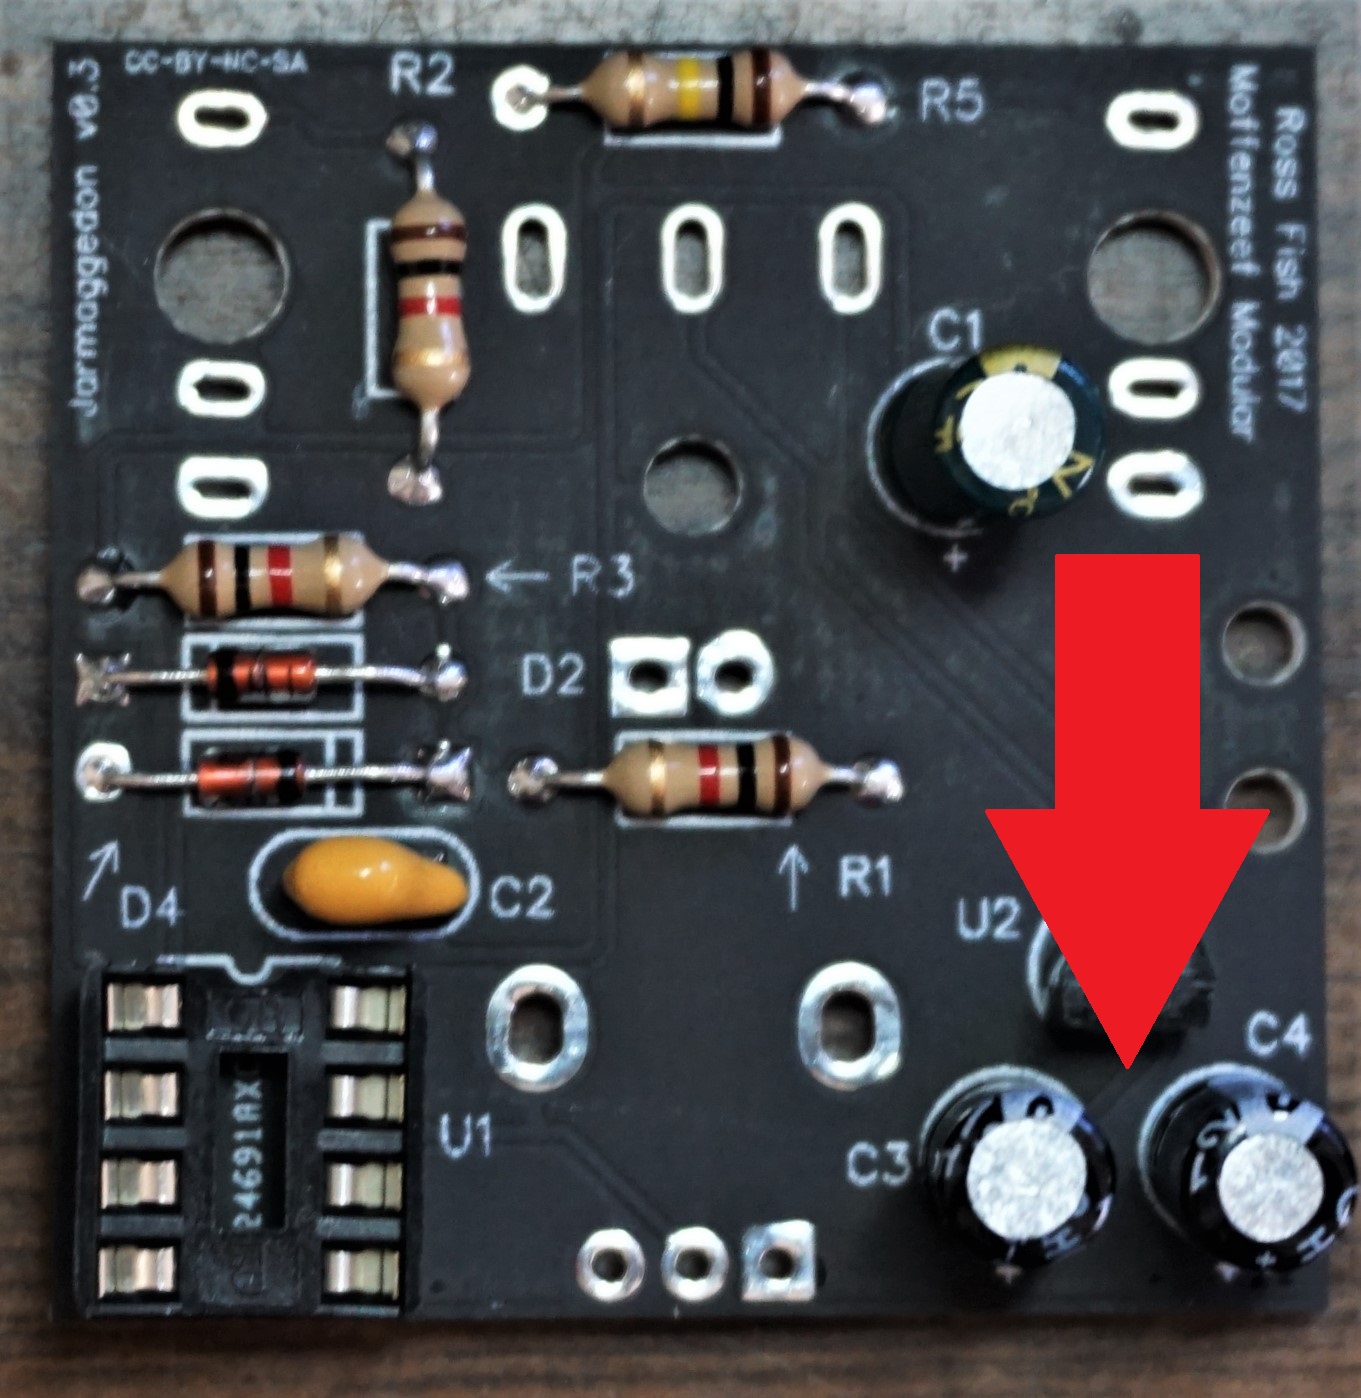 CC-BY-NC-SA
Jarmaggedon v0.3
R2
R5
Ross Fish 2017
Moffenzeef Modular
C1
+
R3
D2
R1
D4
C2
U2
C4
24691AX
U1
C3